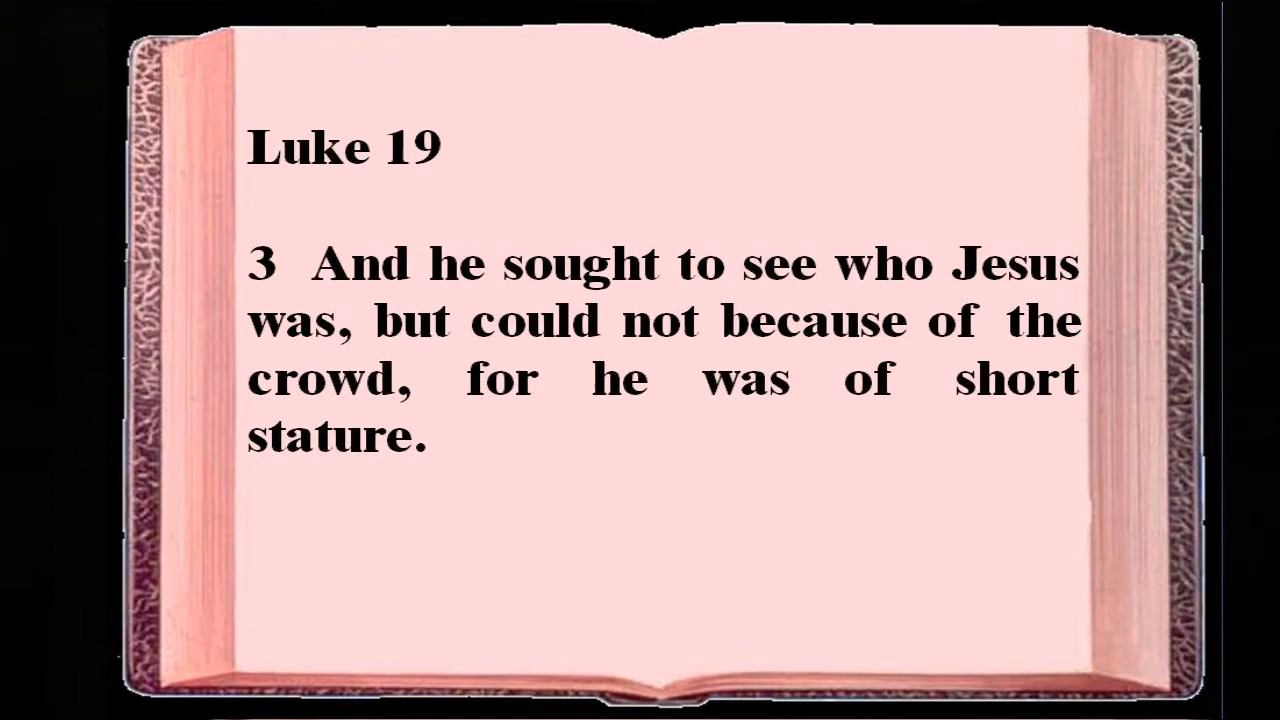 Luke 19
3 And he sought to see who Jesus
was, but could not because of the
crowd, for he was of short
stature.